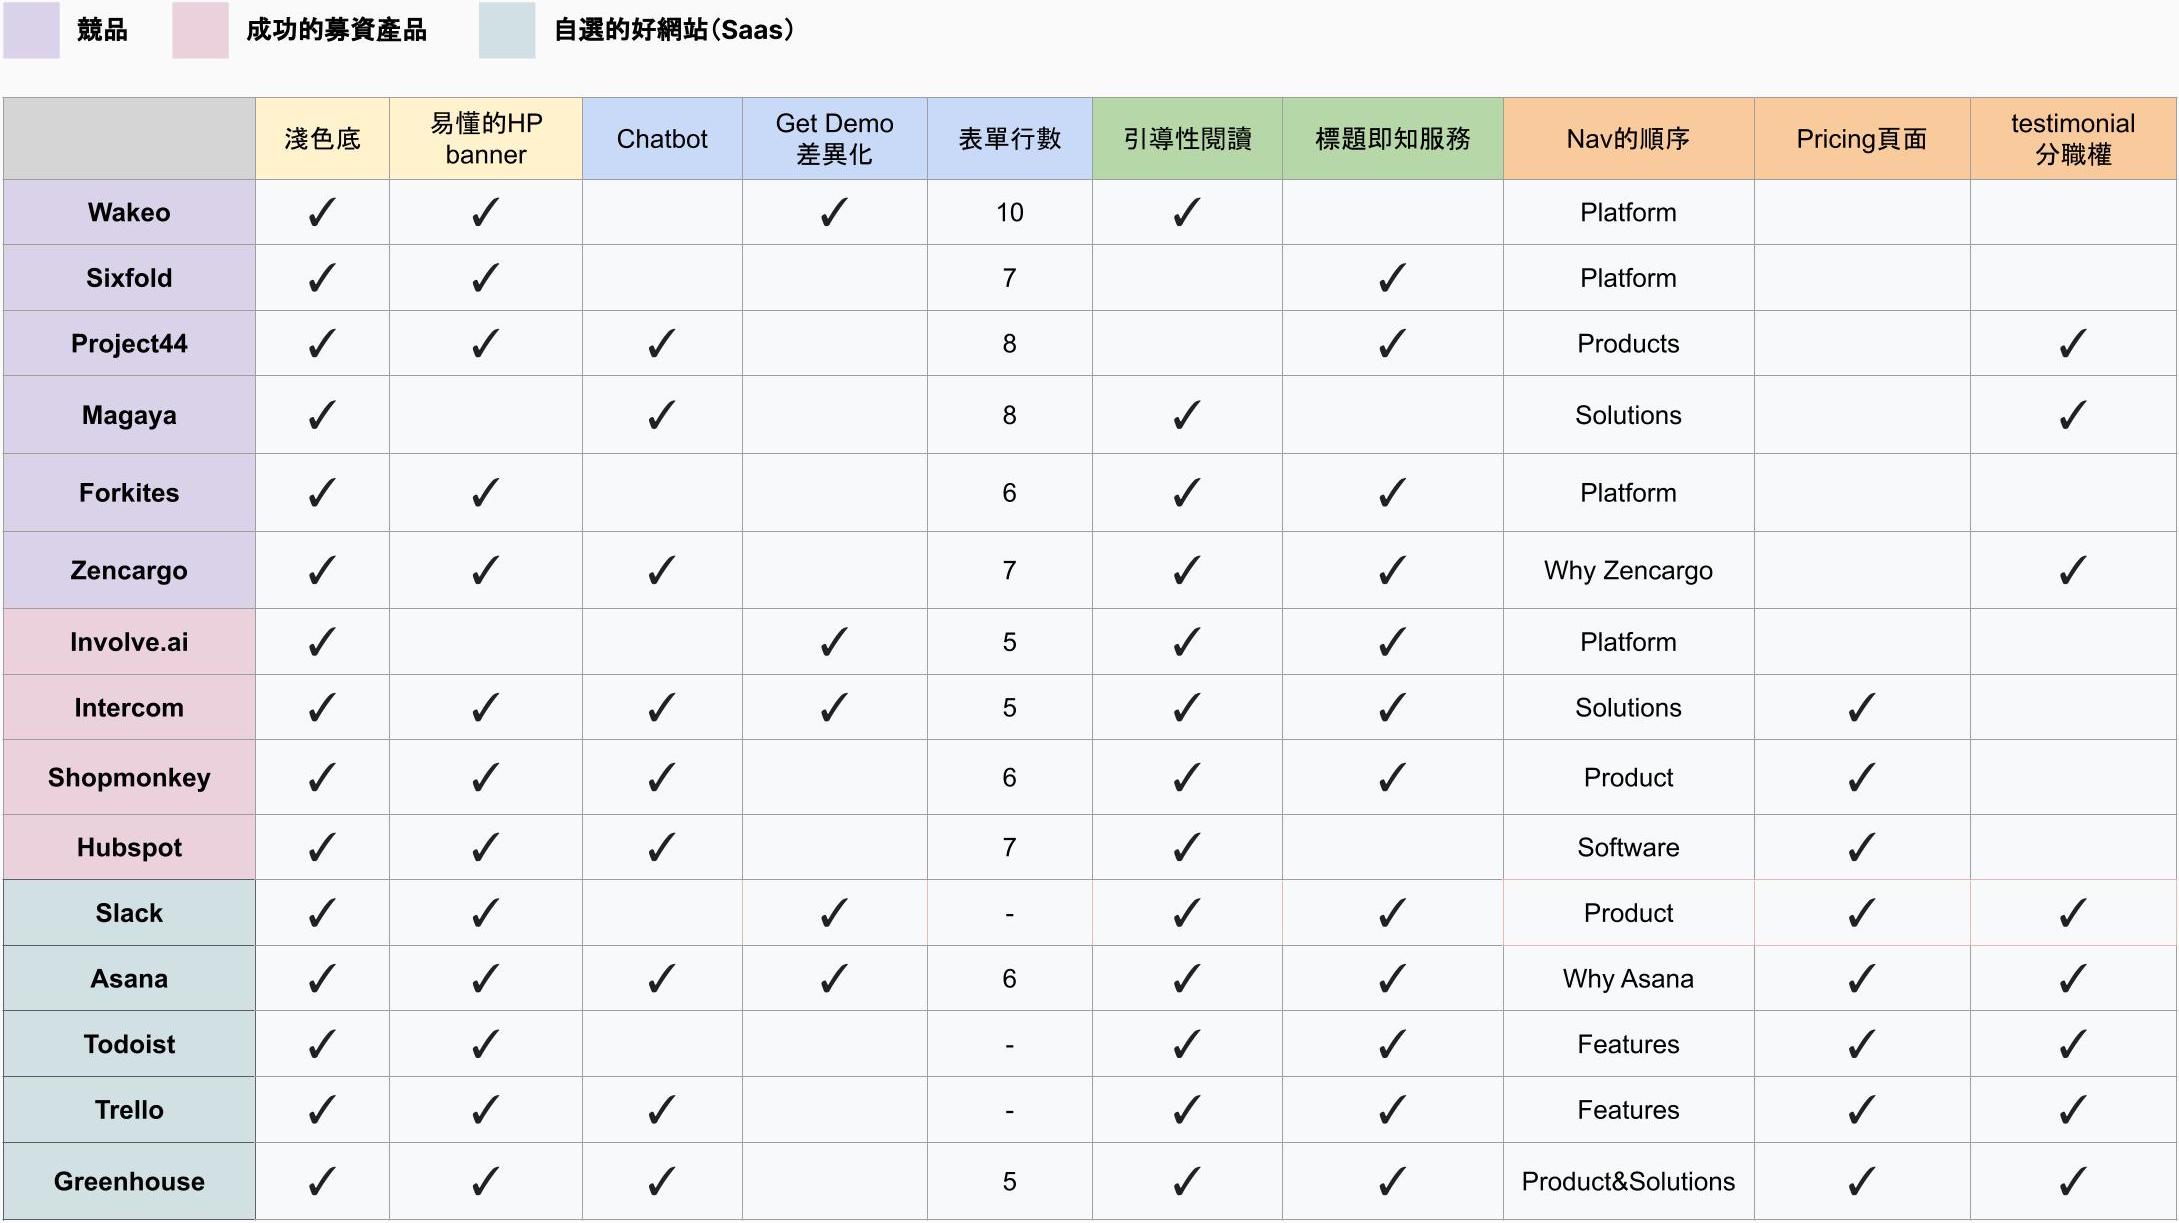 競品 成功的募資產品 自選的好網站(Saas)
淺色底 易懂的HP banner Chatbot Get Demo 差異化 表單行數 引導性閱讀 標題即知服務 Nav的順序 Pricing頁面 testimonial 分職權
Wakeo ✓ ✓ ✓ 10 ✓ Platform
Sixfold ✓ ✓ 7 ✓ Platform
Project44 ✓ ✓ ✓ 8 ✓ Products ✓
Magaya ✓ ✓ 8 ✓ Solutions ✓
Forkites ✓ ✓ 6 ✓ ✓ Platform
Zencargo ✓ ✓ ✓ 7 ✓ ✓ Why Zencargo ✓
Involve.ai ✓ ✓ 5 ✓ ✓ Platform
Intercom ✓ ✓ ✓ ✓ 5 ✓ ✓ Solutions ✓
Shopmonkey ✓ ✓ ✓ 6 ✓ ✓ Product ✓
Hubspot ✓ ✓ ✓ 7 ✓ Software ✓
Slack ✓ ✓ ✓ - ✓ ✓ Product ✓ ✓
Asana ✓ ✓ ✓ ✓ 6 ✓ ✓ Why Asana ✓ ✓
Todoist ✓ ✓ - ✓ ✓ Features ✓ ✓
Trello ✓ ✓ ✓ - ✓ ✓ Features ✓ ✓
Greenhouse ✓ ✓ ✓ 5 ✓ ✓ Product&Solutions ✓ ✓